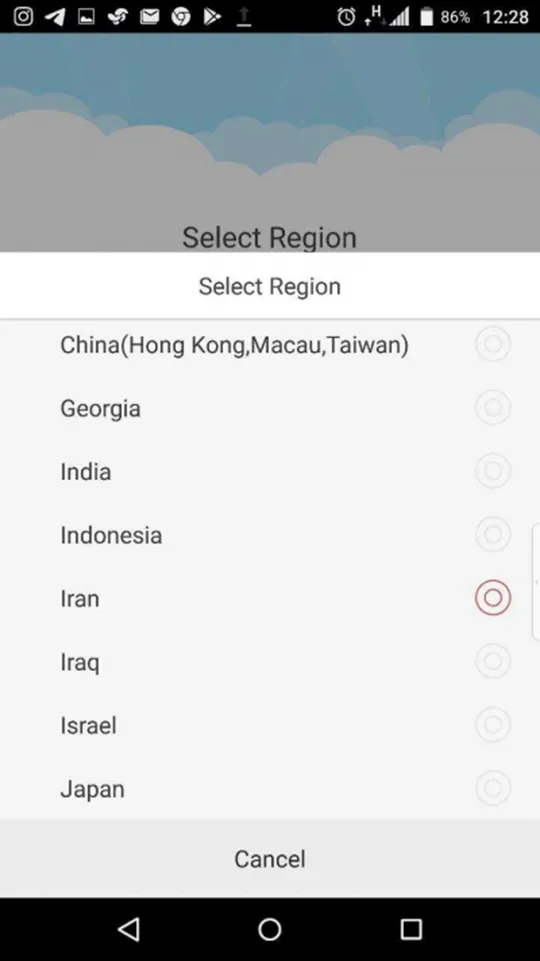 H
86% 12:28
Select Region
Select Region
China(Hong Kong,Macau,Taiwan)
Georgia
India
Indonesia
Iran
Iraq
Israel
Japan
Cancel